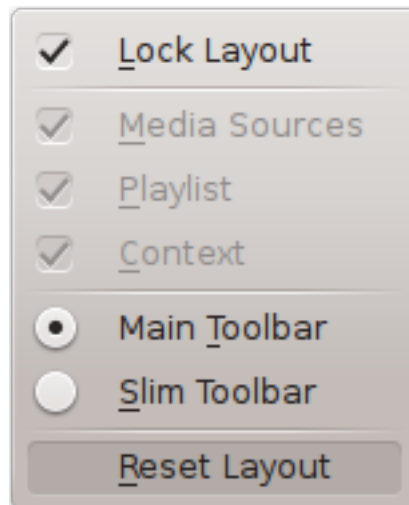 Lock Layout
Media Sources
Playlist
Context
Main Toolbar
Slim Toolbar
Reset Layout